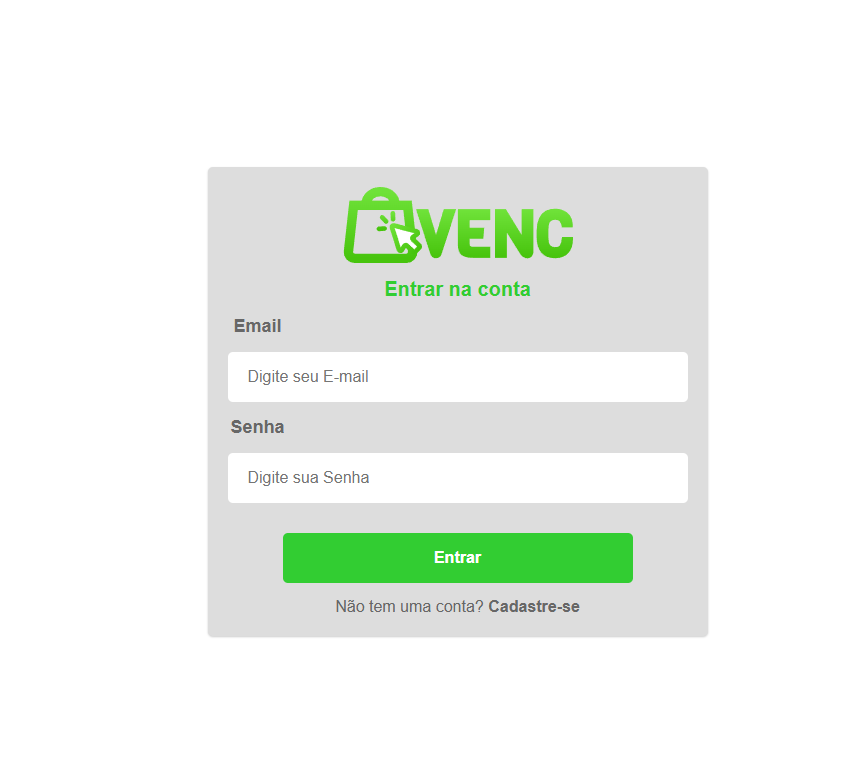 VENC
Entrar na conta
Email
Digite seu E-mail
Senha
Digite sua Senha
Entrar
Não tem uma conta? Cadastre-se